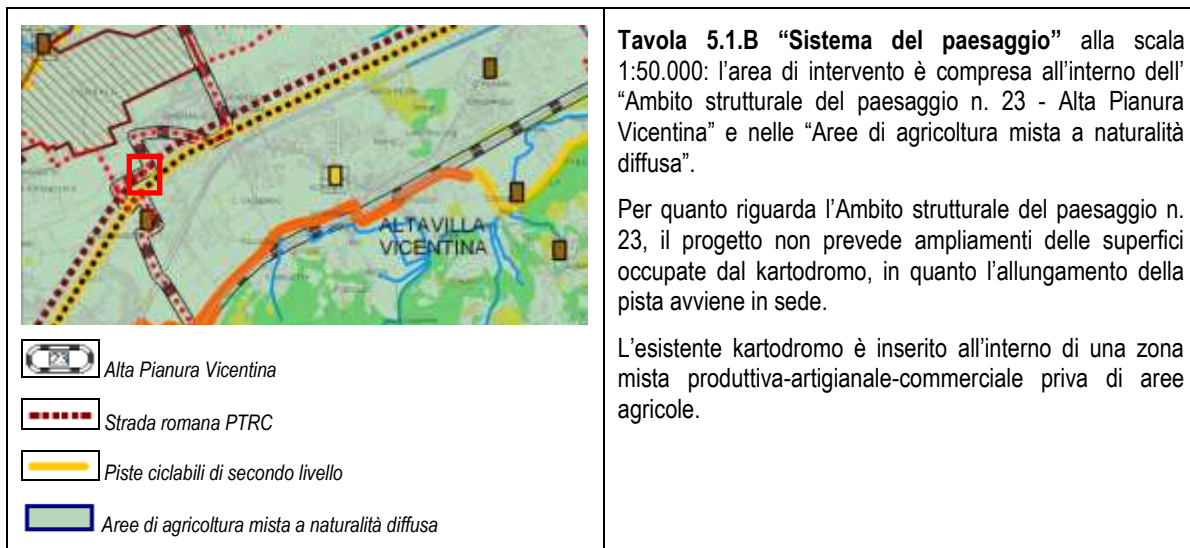 ALTAVILLA
VICENTINA
23
Alta Pianura Vicentina
Strada romana PTRC
Piste ciclabili di secondo livello
Aree di agricoltura mista a naturalità diffusa
Tavola 5.1.B “Sistema del paesaggio” alla scala
1:50.000: l’area di intervento è compresa all’interno dell’
“Ambito strutturale del paesaggio n. 23 - Alta Pianura
Vicentina” e nelle “Aree di agricoltura mista a naturalità
diffusa”.
Per quanto riguarda l’Ambito strutturale del paesaggio n.
23, il progetto non prevede ampliamenti delle superfici
occupate dal kartodromo, in quanto l’allungamento della
pista avviene in sede.
L’esistente kartodromo è inserito all’interno di una zona
mista produttiva-artigianale-commerciale priva di aree
agricole.